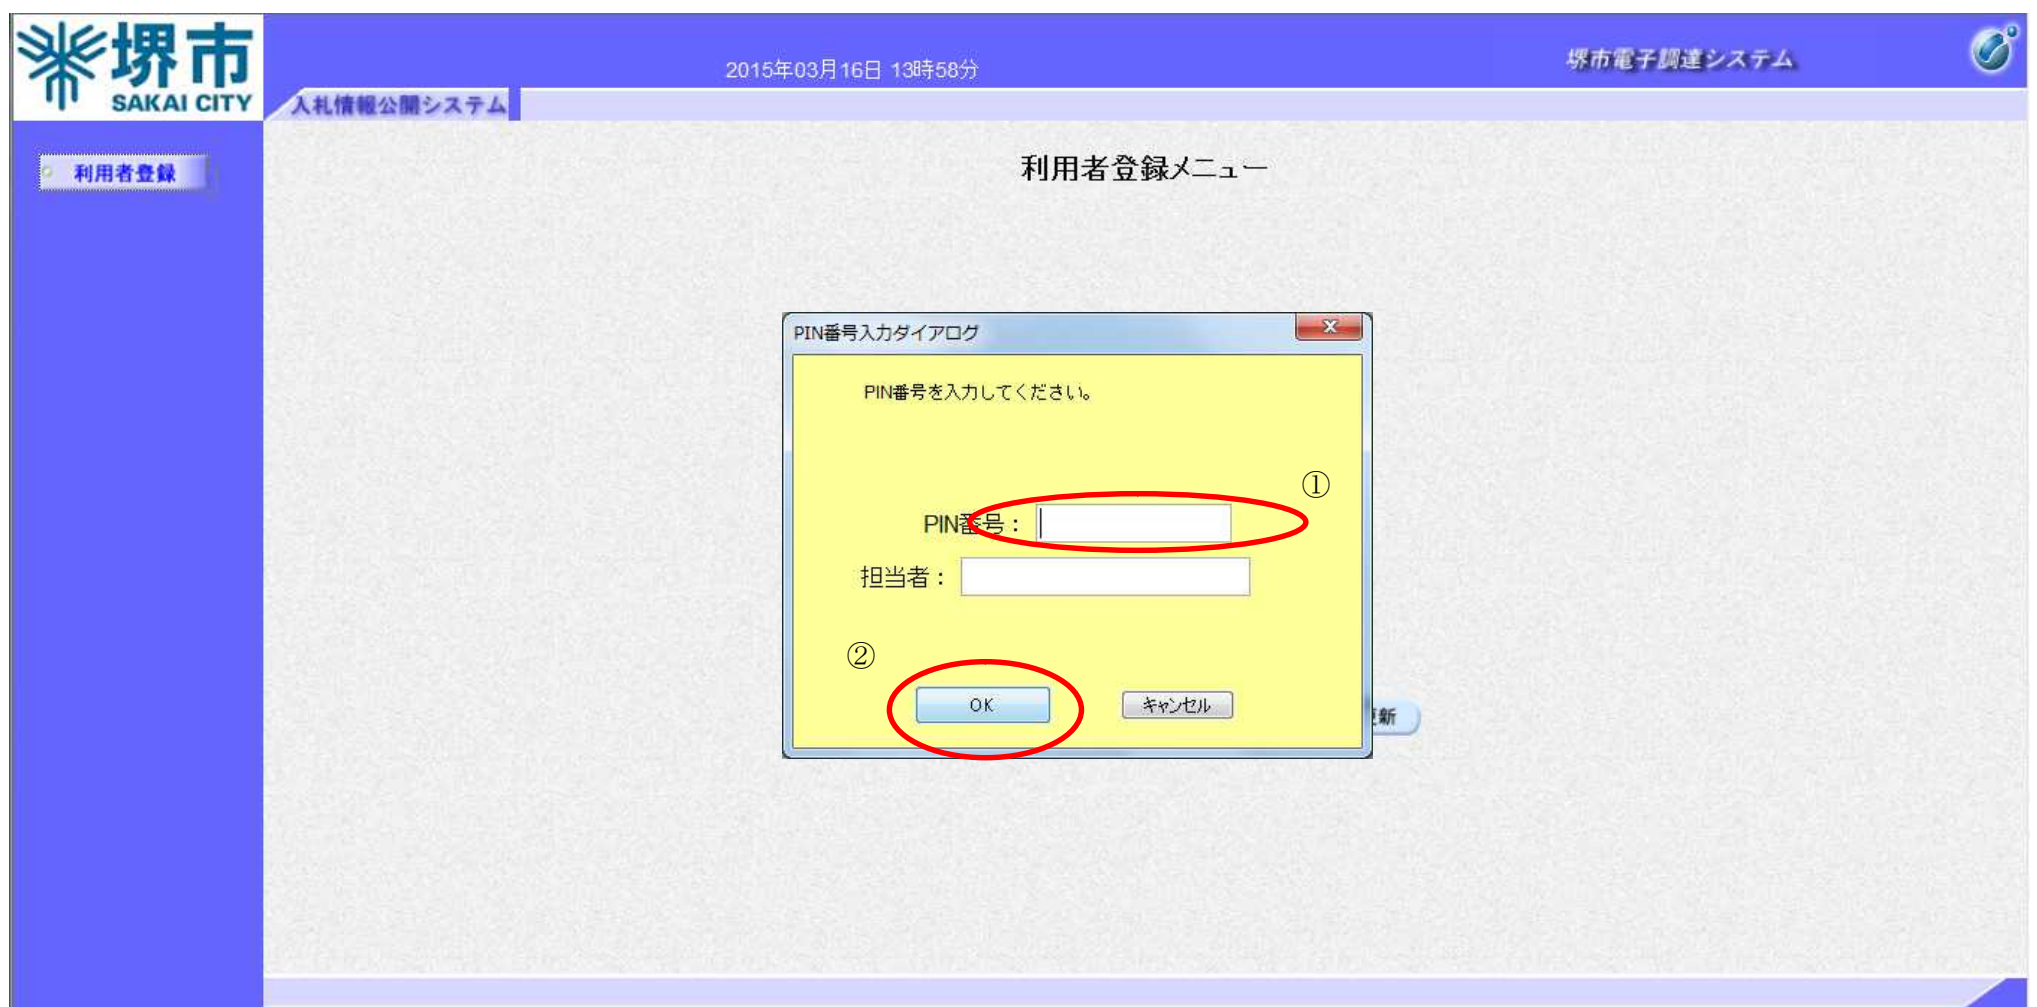 堺市
SAKAI CITY
2015年03月16日 13時58分
堺市電子調達システム
入札情報公開システム
利用者登録
利用者登録メニュー
PIN番号入力ダイアログ
PIN番号を入力してください。
①
PIN番号：
担当者：
②
OK
キャンセル
新